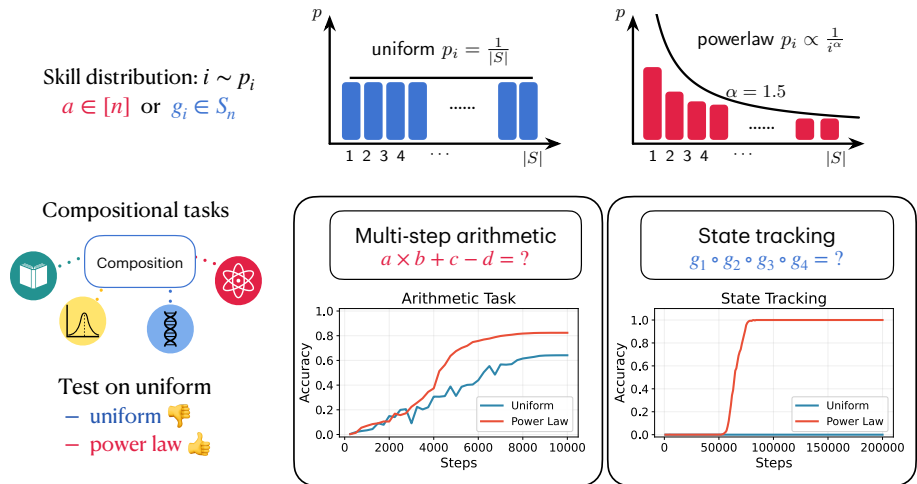 Skill distribution: i ∼ p_i
a ∈ [n] or g_i ∈ S_n
p
uniform p_i = 1/|S|
......
1 2 3 4 ··· |S|
p
powerlaw p_i ∝ 1/i^α
α = 1.5
......
1 2 3 4 ··· |S|
Compositional tasks
Composition
Test on uniform
– uniform 👎
– power law 👍
Multi-step arithmetic
a × b + c − d = ?
Arithmetic Task
Accuracy
1.0
0.8
0.6
0.4
0.2
0.0
Uniform
Power Law
0 2000 4000 6000 8000 10000
Steps
State tracking
g_1 ∘ g_2 ∘ g_3 ∘ g_4 = ?
State Tracking
Accuracy
1.0
0.8
0.6
0.4
0.2
0.0
Uniform
Power Law
0 50000 100000 150000 200000
Steps